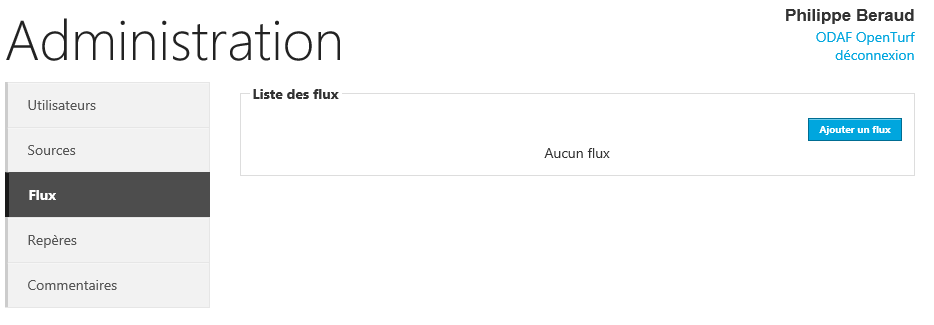 Administration
Philippe Beraud
ODAF OpenTurf
déconnexion
Utilisateurs
Sources
Flux
Repères
Commentaires
Liste des flux
Ajouter un flux
Aucun flux